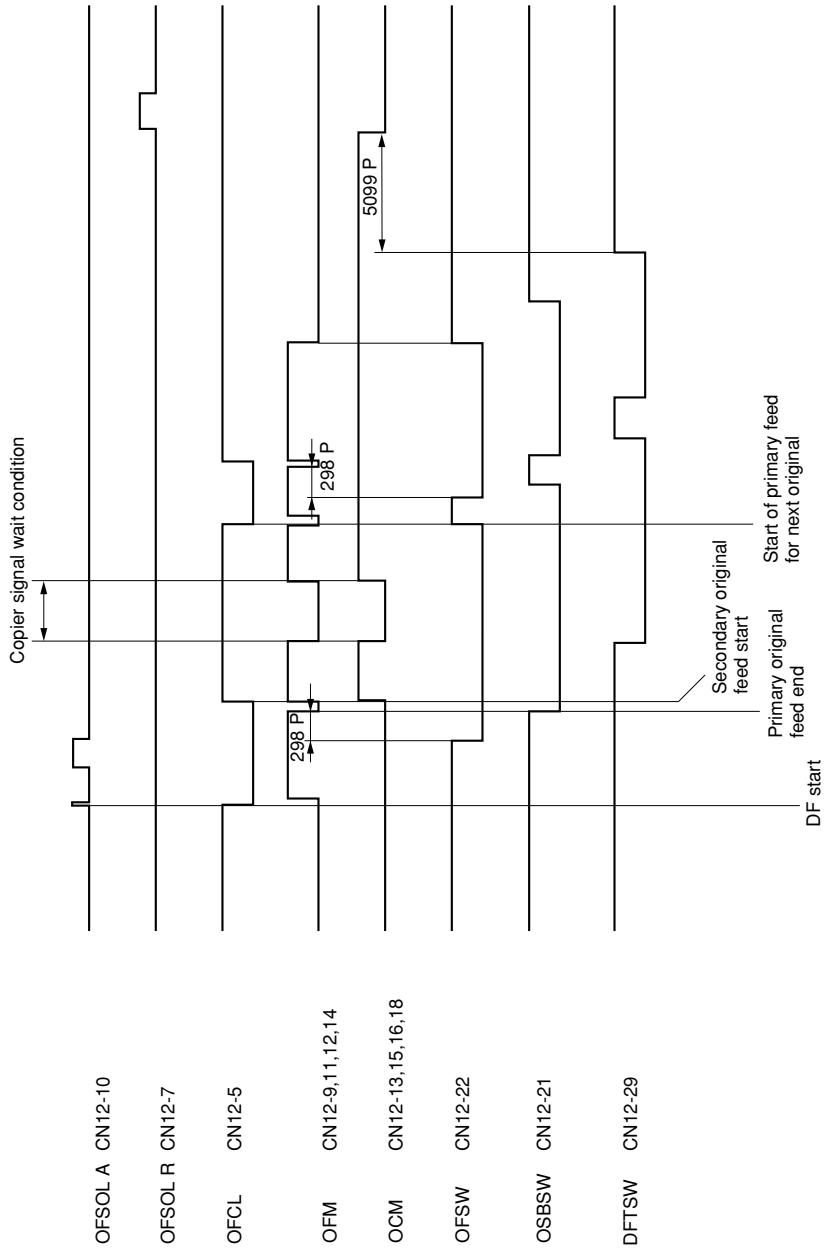 Copier signal wait condition
OFSOL A CN12-10
OFSOL R CN12-7
OFCL CN12-5
OFM CN12-9,11,12,14
298 P
298 P
OCM CN12-13,15,16,18
5099 P
OFSW CN12-22
OSBSW CN12-21
DFTSW CN12-29
DF start
Primary original
feed end
Secondary original
feed start
Start of primary feed
for next original